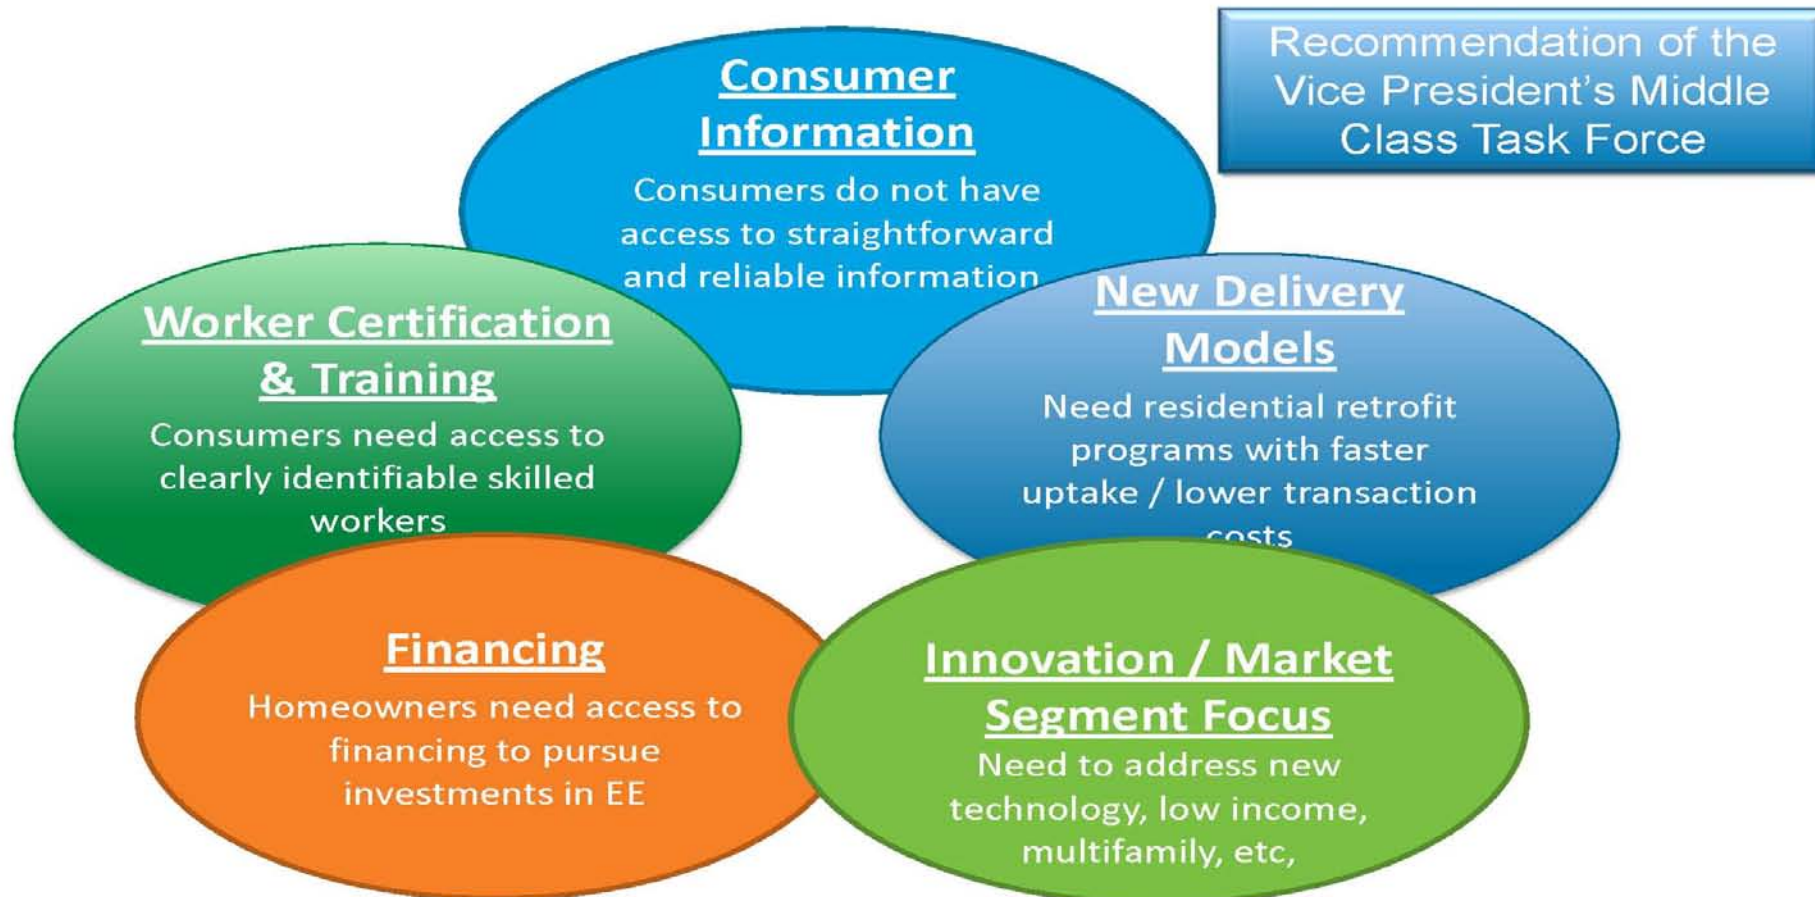 Recommendation of the
Vice President's Middle
Class Task Force
Consumer
Information
Consumers do not have
access to straightforward
and reliable information
Worker Certification
& Training
Consumers need access to
clearly identifiable skilled
workers
New Delivery
Models
Need residential retrofit
programs with faster
uptake / lower transaction
costs
Financing
Homeowners need access to
financing to pursue
investments in EE
Innovation / Market
Segment Focus
Need to address new
technology, low income,
multifamily, etc,